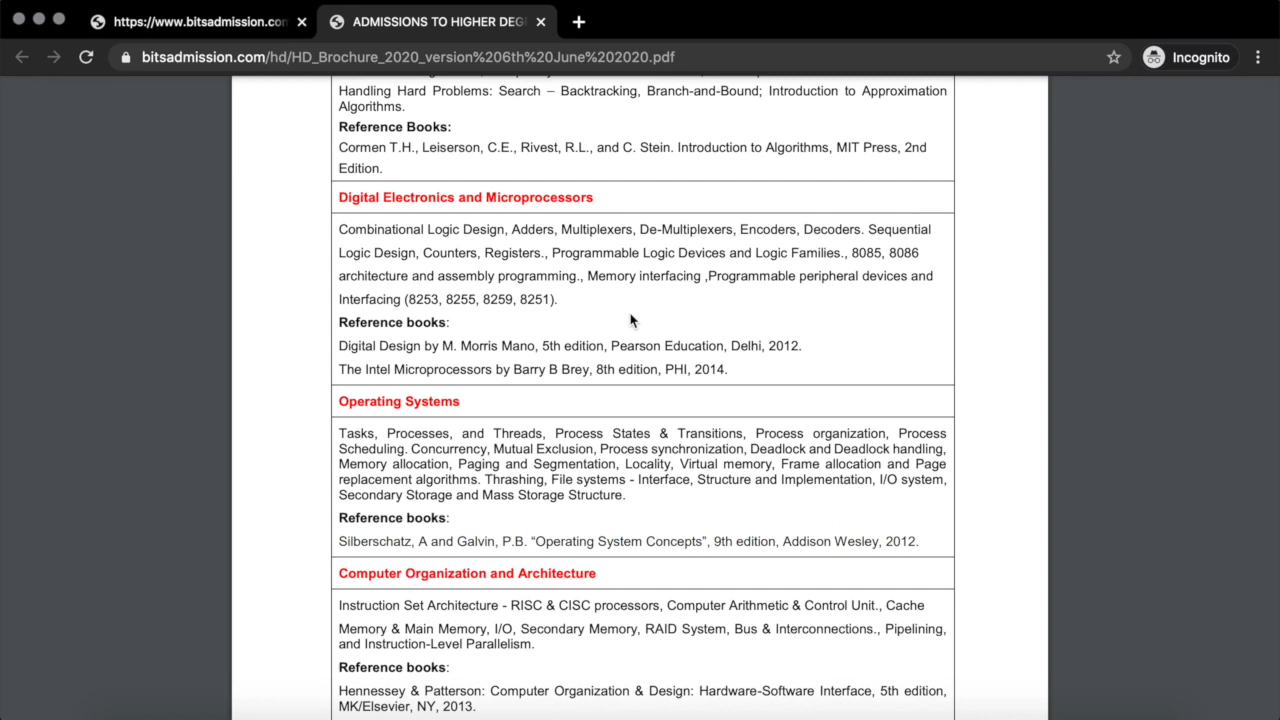 https://www.bitsadmission.con
ADMISSIONS TO HIGHER DEG
bitsadmission.com/hd/HD_Brochure_2020_version%206th%20June%202020.pdf
Incognito
Handling Hard Problems: Search – Backtracking, Branch-and-Bound; Introduction to Approximation
Algorithms.
Reference Books:
Cormen T.H., Leiserson, C.E., Rivest, R.L., and C. Stein. Introduction to Algorithms, MIT Press, 2nd
Edition.
Digital Electronics and Microprocessors
Combinational Logic Design, Adders, Multiplexers, De-Multiplexers, Encoders, Decoders. Sequential
Logic Design, Counters, Registers., Programmable Logic Devices and Logic Families., 8085, 8086
architecture and assembly programming., Memory interfacing ,Programmable peripheral devices and
Interfacing (8253, 8255, 8259, 8251).
Reference books:
Digital Design by M. Morris Mano, 5th edition, Pearson Education, Delhi, 2012.
The Intel Microprocessors by Barry B Brey, 8th edition, PHI, 2014.
Operating Systems
Tasks, Processes, and Threads, Process States & Transitions, Process organization, Process
Scheduling. Concurrency, Mutual Exclusion, Process synchronization, Deadlock and Deadlock handling,
Memory allocation, Paging and Segmentation, Locality, Virtual memory, Frame allocation and Page
replacement algorithms. Thrashing, File systems - Interface, Structure and Implementation, I/O system,
Secondary Storage and Mass Storage Structure.
Reference books:
Silberschatz, A and Galvin, P.B. “Operating System Concepts”, 9th edition, Addison Wesley, 2012.
Computer Organization and Architecture
Instruction Set Architecture - RISC & CISC processors, Computer Arithmetic & Control Unit., Cache
Memory & Main Memory, I/O, Secondary Memory, RAID System, Bus & Interconnections., Pipelining,
and Instruction-Level Parallelism.
Reference books:
Hennessey & Patterson: Computer Organization & Design: Hardware-Software Interface, 5th edition,
MK/Elsevier, NY, 2013.